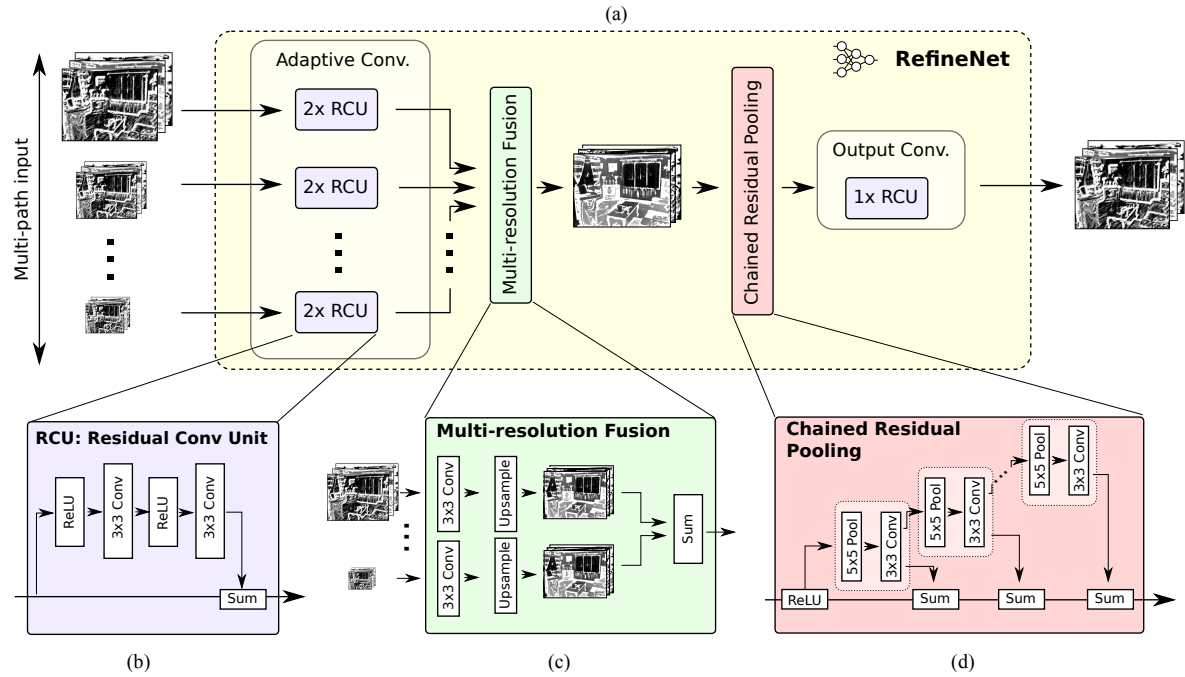 (a)
Multi-path input
Adaptive Conv.
2x RCU
2x RCU
2x RCU
Multi-resolution Fusion
Chained Residual Pooling
RefineNet
Output Conv.
1x RCU
RCU: Residual Conv Unit
ReLU
3x3 Conv
ReLU
3x3 Conv
Sum
Multi-resolution Fusion
3x3 Conv
Upsample
3x3 Conv
Upsample
Sum
Chained Residual
Pooling
ReLU
5x5 Pool
3x3 Conv
5x5 Pool
3x3 Conv
5x5 Pool
3x3 Conv
Sum
Sum
Sum
(b)
(c)
(d)